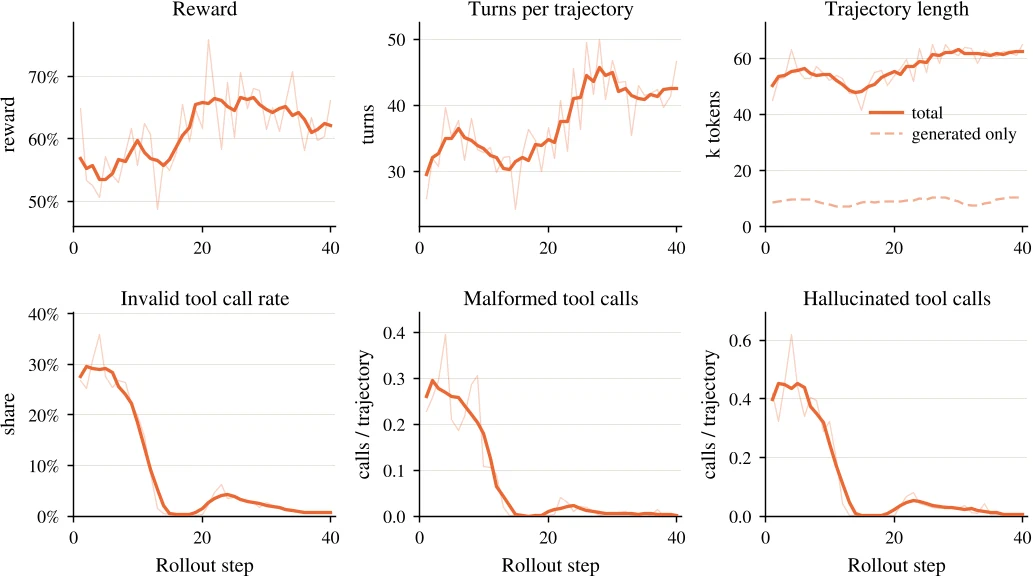 Reward
reward
70%
60%
50%
0
20
40
Turns per trajectory
turns
50
40
30
0
20
40
Trajectory length
k tokens
60
40
20
0
total
generated only
0
20
40
Invalid tool call rate
share
40%
30%
20%
10%
0%
0
20
40
Rollout step
Malformed tool calls
calls / trajectory
0.4
0.3
0.2
0.1
0.0
0
20
40
Rollout step
Hallucinated tool calls
calls / trajectory
0.6
0.4
0.2
0.0
0
20
40
Rollout step